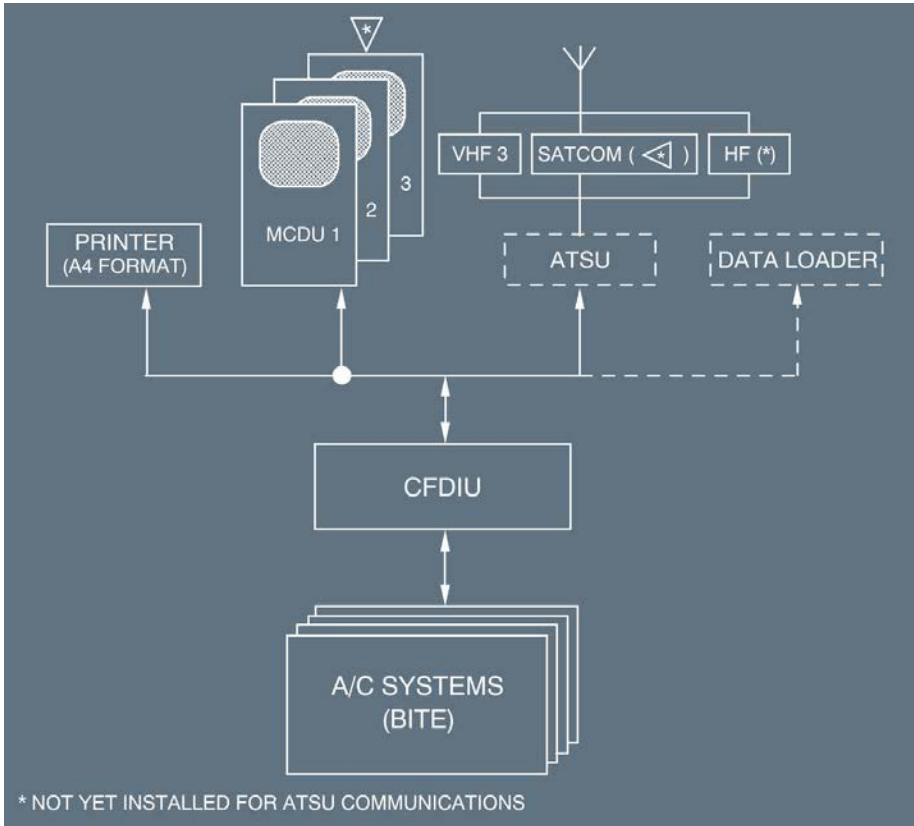 *
VHF 3
SATCOM ( * )
HF (*)
3
2
MCDU 1
PRINTER
(A4 FORMAT)
ATSU
DATA LOADER
CFDIU
A/C SYSTEMS
(BITE)
* NOT YET INSTALLED FOR ATSU COMMUNICATIONS